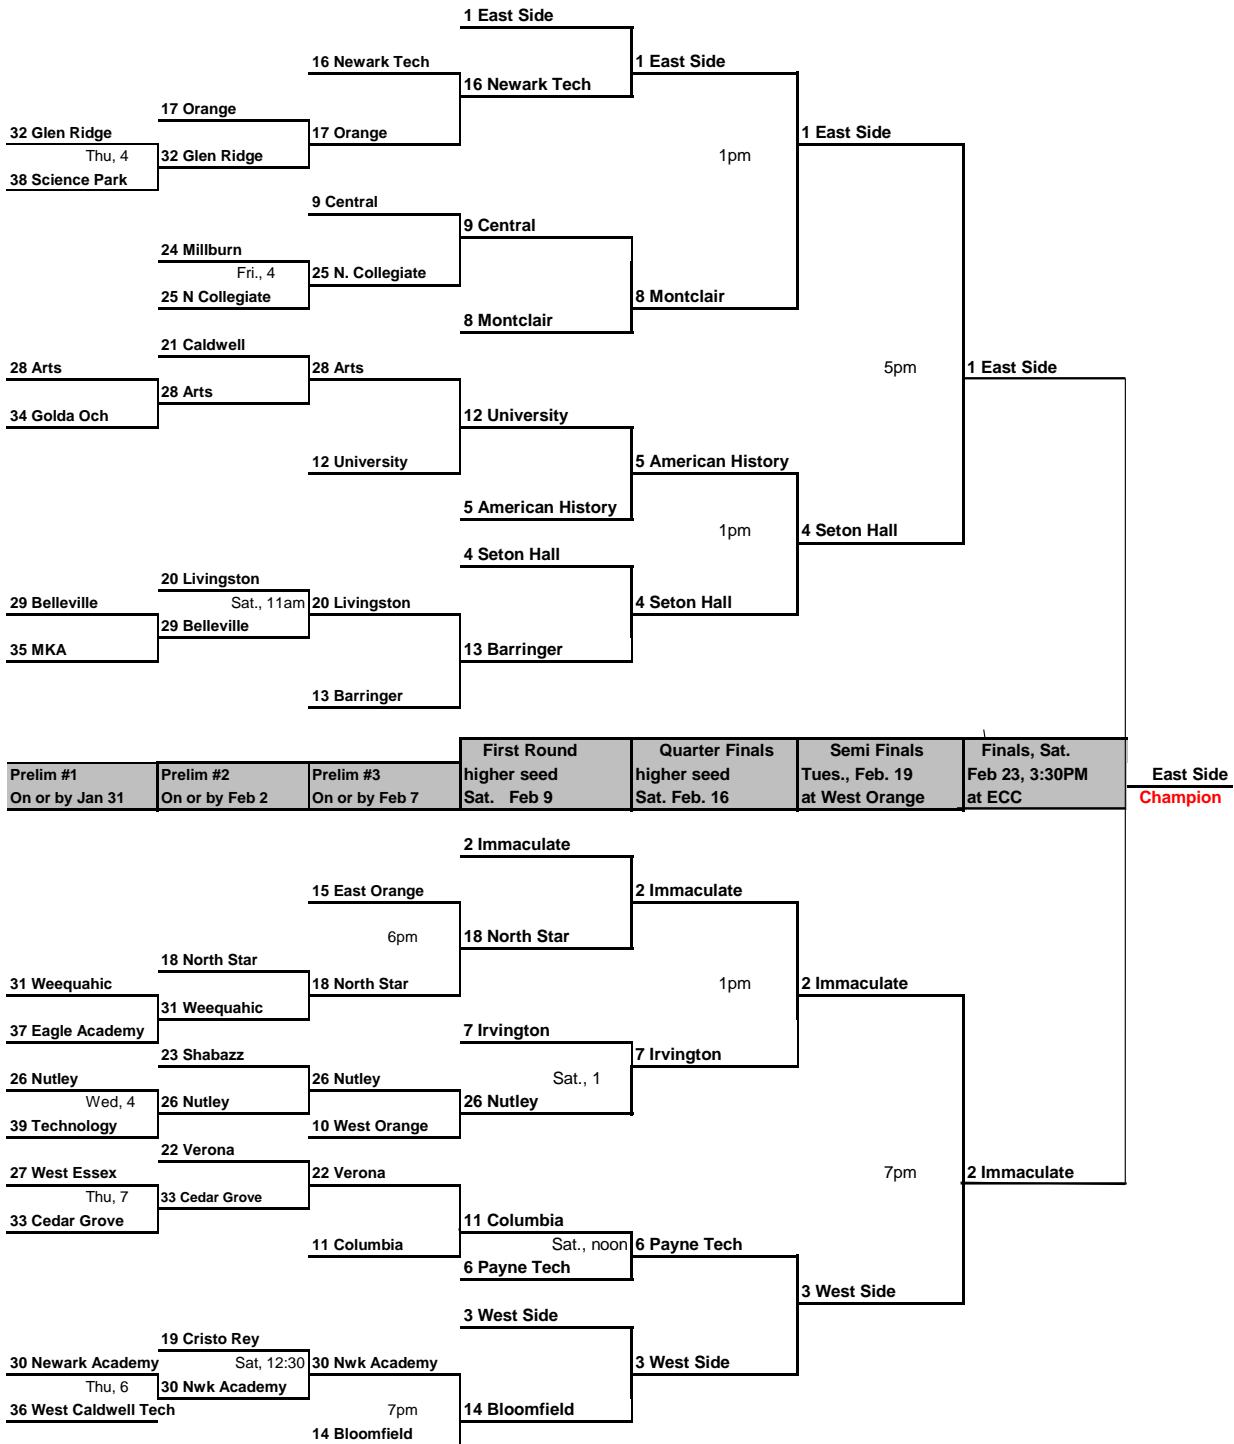 1 East Side
16 Newark Tech
1 East Side
16 Newark Tech
17 Orange
32 Glen Ridge
17 Orange
1 East Side
Thu, 4
32 Glen Ridge
1pm
38 Science Park
9 Central
9 Central
24 Millburn
Fri., 4
25 N. Collegiate
25 N Collegiate
8 Montclair
8 Montclair
21 Caldwell
28 Arts
28 Arts
5pm
1 East Side
28 Arts
34 Golda Och
12 University
12 University
5 American History
5 American History
1pm
4 Seton Hall
4 Seton Hall
20 Livingston
29 Belleville
Sat., 11am
20 Livingston
4 Seton Hall
29 Belleville
35 MKA
13 Barringer
13 Barringer
First Round
Quarter Finals
Semi Finals
Finals, Sat.
Prelim #1
Prelim #2
Prelim #3
higher seed
higher seed
Tues., Feb. 19
Feb 23, 3:30PM
East Side
On or by Jan 31
On or by Feb 2
On or by Feb 7
Sat. Feb 9
Sat. Feb. 16
at West Orange
at ECC
Champion
2 Immaculate
15 East Orange
2 Immaculate
6pm
18 North Star
18 North Star
31 Weequahic
18 North Star
1pm
2 Immaculate
31 Weequahic
37 Eagle Academy
7 Irvington
23 Shabazz
7 Irvington
26 Nutley
26 Nutley
Sat., 1
Wed, 4
26 Nutley
26 Nutley
39 Technology
10 West Orange
22 Verona
27 West Essex
22 Verona
7pm
2 Immaculate
Thu, 7
33 Cedar Grove
33 Cedar Grove
11 Columbia
11 Columbia
Sat., noon
6 Payne Tech
6 Payne Tech
3 West Side
3 West Side
19 Cristo Rey
30 Newark Academy
Sat, 12:30
30 Nwk Academy
3 West Side
Thu, 6
30 Nwk Academy
36 West Caldwell Tech
7pm
14 Bloomfield
14 Bloomfield